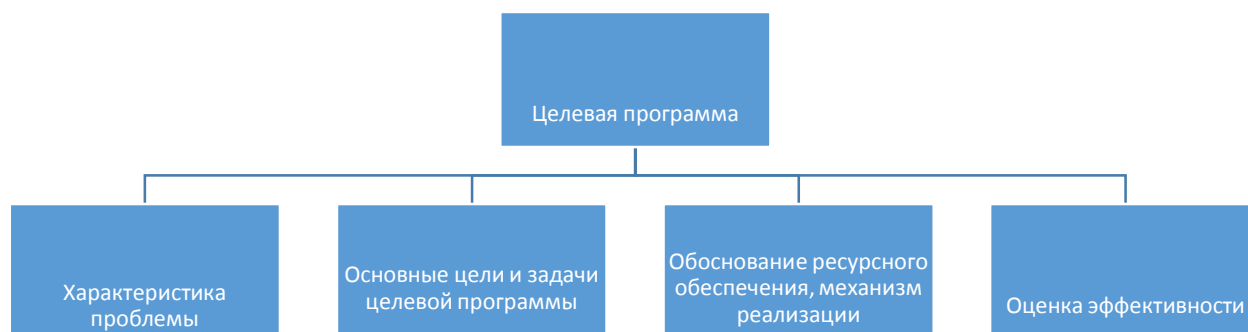 Целевая программа
Характеристика
проблемы
Основные цели и задачи
целевой программы
Обоснование ресурсного
обеспечения, механизм
реализации
Оценка эффективности